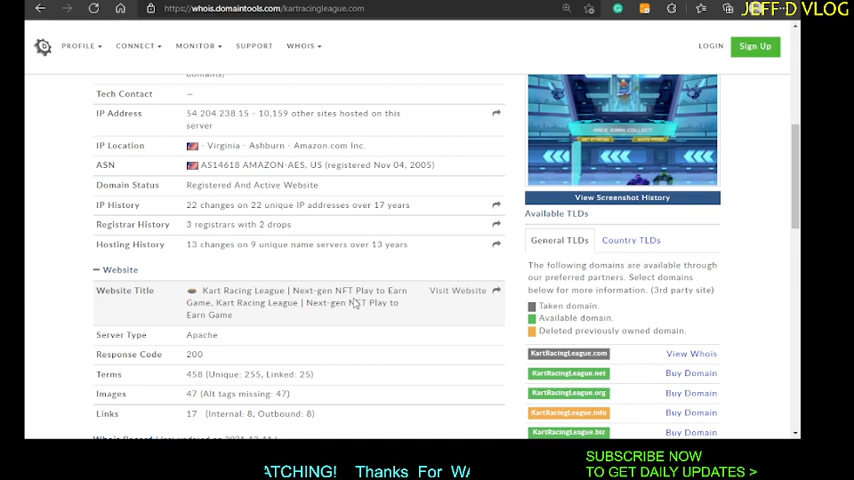 https://whois.domaintools.com/kartracingleague.com
JEFF D VLOG
PROFILE CONNECT MONITOR SUPPORT WHOIS
LOGIN Sign Up
domains)
Tech Contact —
IP Address 54.204.238.15 - 10,159 other sites hosted on this
server
IP Location - Virginia - Ashburn - Amazon.com Inc.
ASN AS14618 AMAZON-AES, US (registered Nov 04, 2005)
Domain Status Registered And Active Website
IP History 22 changes on 22 unique IP addresses over 17 years
Registrar History 3 registrars with 2 drops
Hosting History 13 changes on 9 unique name servers over 13 years
Website
Website Title Kart Racing League | Next-gen NFT Play to Earn
Game, Kart Racing League | Next-gen NFT Play to
Earn Game
Visit Website
Server Type Apache
Response Code 200
Terms 458 (Unique: 255, Linked: 25)
Images 47 (Alt tags missing: 47)
Links 17 (Internal: 8, Outbound: 8)
RACE EARN COLLECT
View Screenshot History
Available TLDs
General TLDs Country TLDs
The following domains are available through
our preferred partners. Select domains
below for more information. (3rd party site)
Taken domain.
Available domain.
Deleted previously owned domain.
KartRacingLeague.com View Whois
KartRacingLeague.net Buy Domain
KartRacingLeague.org Buy Domain
KartRacingLeague.info Buy Domain
KartRacingLeague.biz Buy Domain
ATCHING! Thanks For WA
SUBSCRIBE NOW
TO GET DAILY UPDATES >